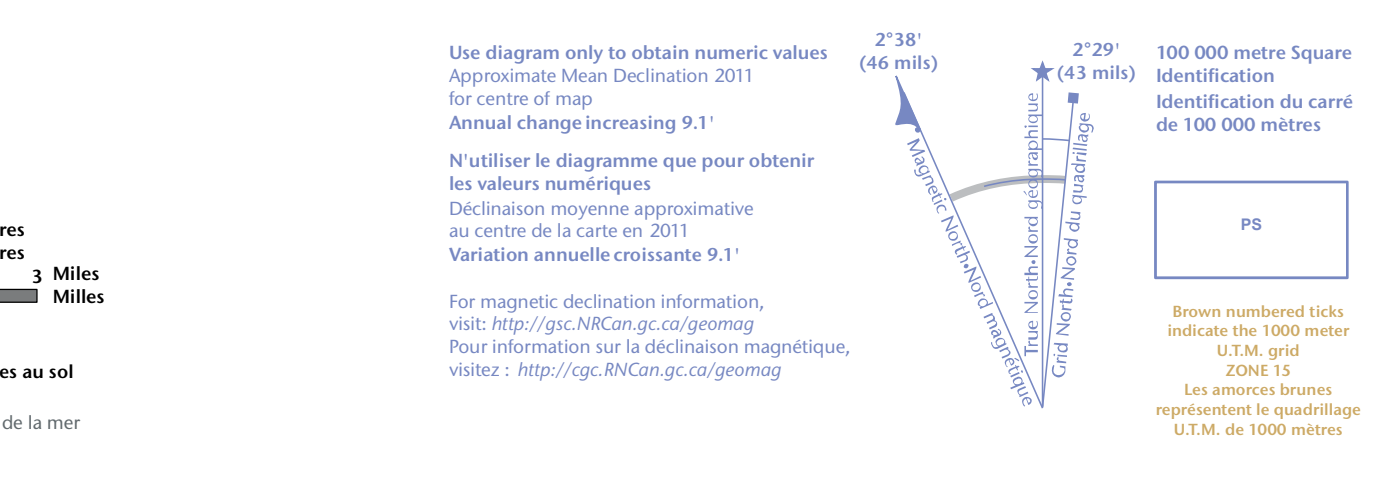 res
res
3 Miles
Milles
es au sol
de la mer
Use diagram only to obtain numeric values
Approximate Mean Declination 2011
for centre of map
Annual change increasing 9.1'
N'utiliser le diagramme que pour obtenir
les valeurs numériques
Déclinaison moyenne approximative
au centre de la carte en 2011
Variation annuelle croissante 9.1'
For magnetic declination information,
visit: http://gsc.NRCan.gc.ca/geomag
Pour information sur la déclinaison magnétique,
visitez : http://cgc.RNCan.gc.ca/geomag
2°38'
(46 mils)
2°29'
(43 mils)
Magnetic North•Nord magnétique
True North•Nord géographique
Grid North•Nord du quadrillage
100 000 metre Square
Identification
Identification du carré
de 100 000 mètres
PS
Brown numbered ticks
indicate the 1000 meter
U.T.M. grid
ZONE 15
Les amorces brunes
représentent le quadrillage
U.T.M. de 1000 mètres